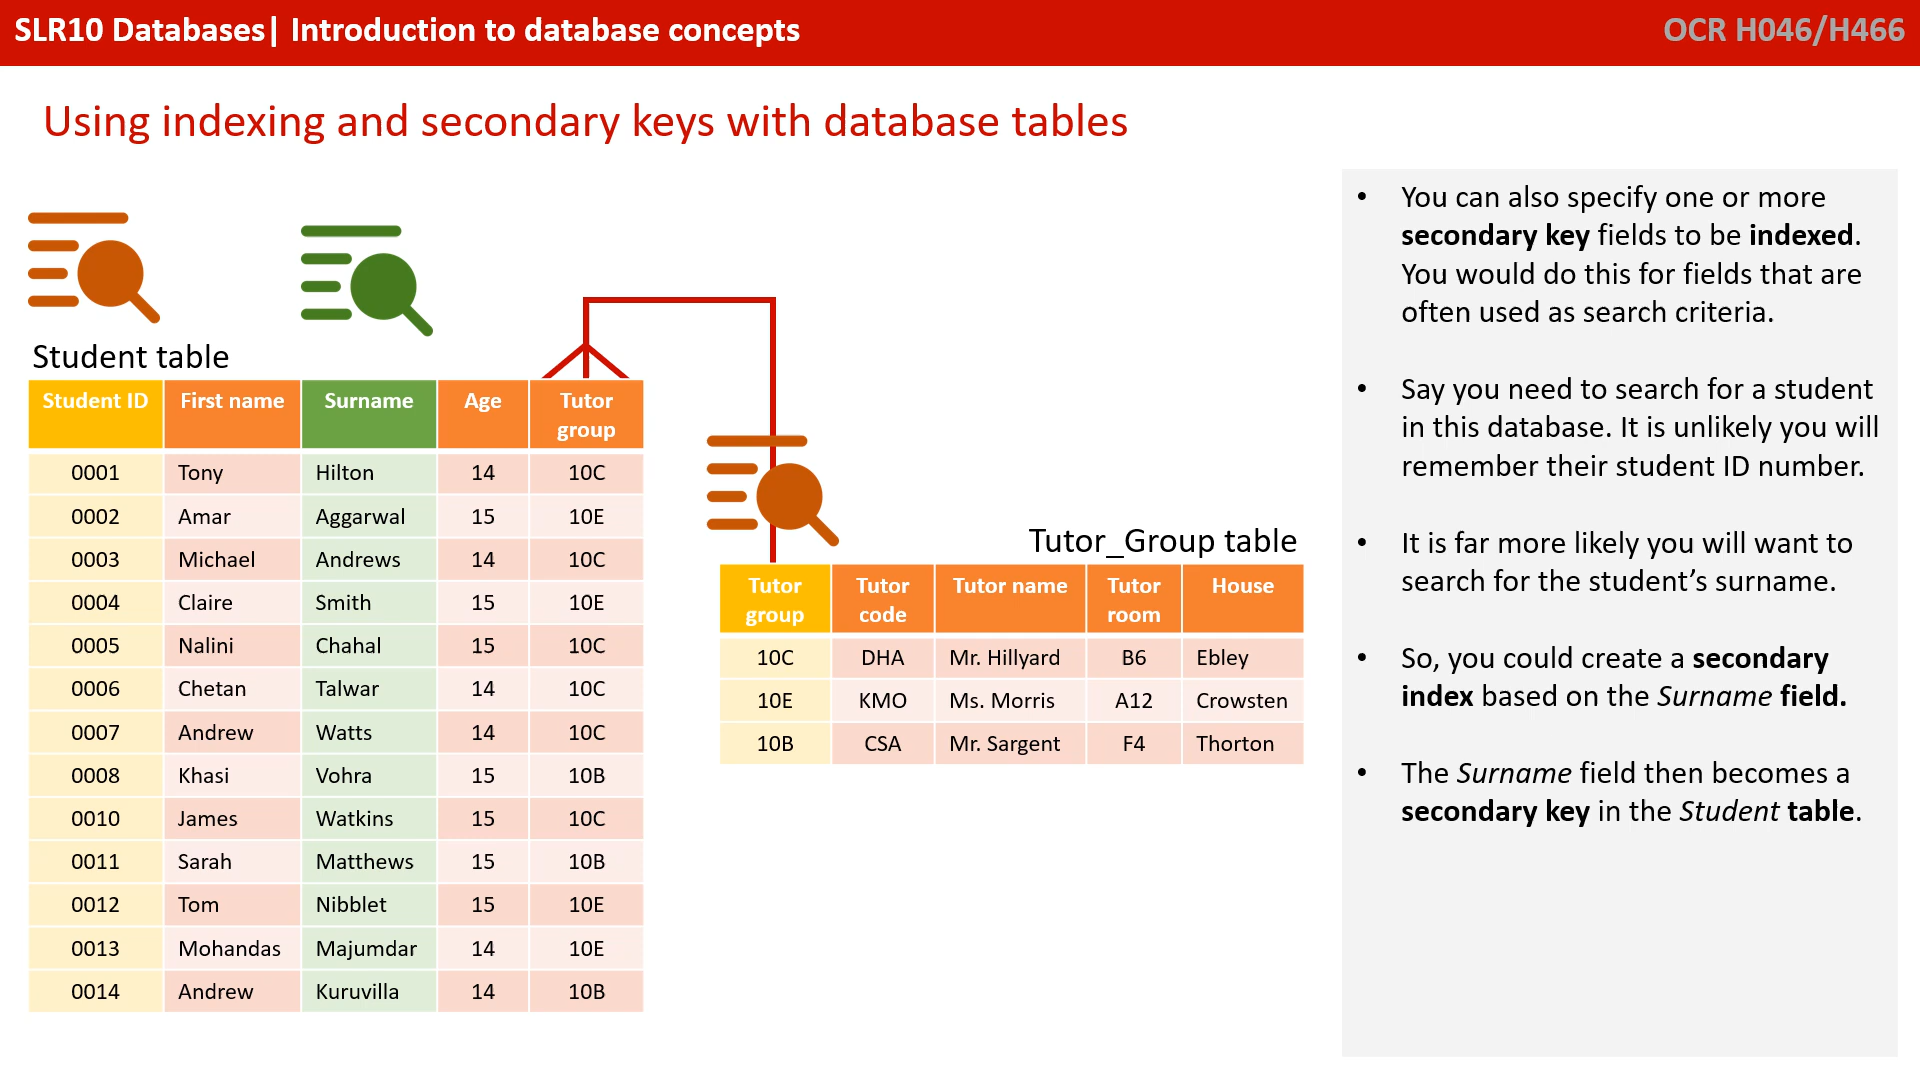 SLR10 Databases| Introduction to database concepts
OCR H046/H466
Using indexing and secondary keys with database tables
Student table
Student ID First name Surname Age Tutor group
0001 Tony Hilton 14 10C
0002 Amar Aggarwal 15 10E
0003 Michael Andrews 14 10C
0004 Claire Smith 15 10E
0005 Nalini Chahal 15 10C
0006 Chetan Talwar 14 10C
0007 Andrew Watts 14 10C
0008 Khasi Vohra 15 10B
0010 James Watkins 15 10C
0011 Sarah Matthews 15 10B
0012 Tom Nibblet 15 10E
0013 Mohandas Majumdar 14 10E
0014 Andrew Kuruvilla 14 10B
Tutor_Group table
Tutor group Tutor code Tutor name Tutor room House
10C DHA Mr. Hillyard B6 Ebley
10E KMO Ms. Morris A12 Crowsten
10B CSA Mr. Sargent F4 Thorton
• You can also specify one or more
secondary key fields to be indexed.
You would do this for fields that are
often used as search criteria.
• Say you need to search for a student
in this database. It is unlikely you will
remember their student ID number.
• It is far more likely you will want to
search for the student’s surname.
• So, you could create a secondary
index based on the Surname field.
• The Surname field then becomes a
secondary key in the Student table.